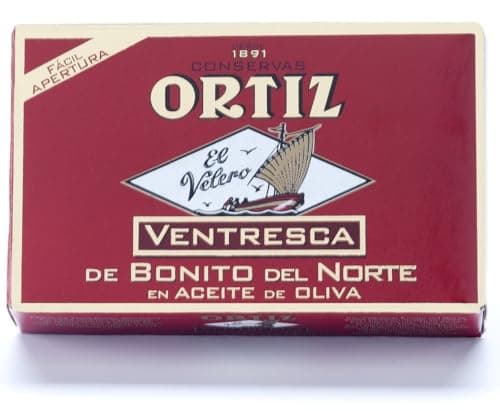 FÁCIL
APERTURA
1891
CONSERVAS
ORTIZ
El
Velero
VENTRESCA
DE BONITO DEL NORTE
EN ACEITE DE OLIVA